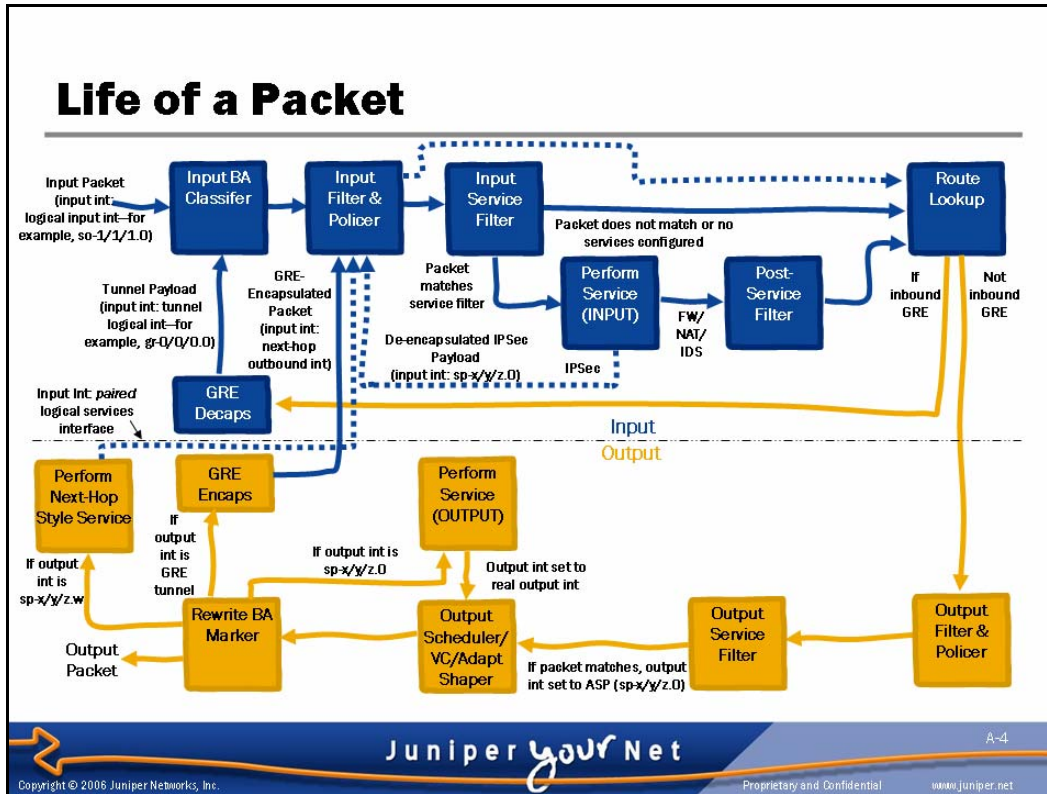 Life of a Packet
Input Packet
(input int:
logical input int—for
example, so-1/1/1.0)
Input BA
Classifer
Input
Filter &
Policer
Input
Service
Filter
Route
Lookup
Packet does not match or no
services configured
Tunnel Payload
(input int: tunnel
logical int—for
example, gr-0/0/0.0)
GRE-
Encapsulated
Packet
(input int:
next-hop
outbound int)
Packet
matches
service filter
Perform
Service
(INPUT)
FW/
NAT/
IDS
Post-
Service
Filter
If
inbound
GRE
Not
inbound
GRE
De-encapsulated IPSec
Payload
(input int: sp-x/y/z.0)
IPSec
GRE
Decaps
Input Int: paired
logical services
interface
Input
Output
Perform
Next-Hop
Style Service
GRE
Encaps
Perform
Service
(OUTPUT)
If
output
int is
GRE
tunnel
If output
int is
sp-x/y/z.w
If output int is
sp-x/y/z.0
Output int set to
real output int
Rewrite BA
Marker
Output
Packet
Output
Scheduler/
VC/Adapt
Shaper
If packet matches, output
int set to ASP (sp-x/y/z.0)
Output
Service
Filter
Output
Filter &
Policer
Juniper your Net
A-4
Copyright © 2006 Juniper Networks, Inc.
Proprietary and Confidential
www.juniper.net